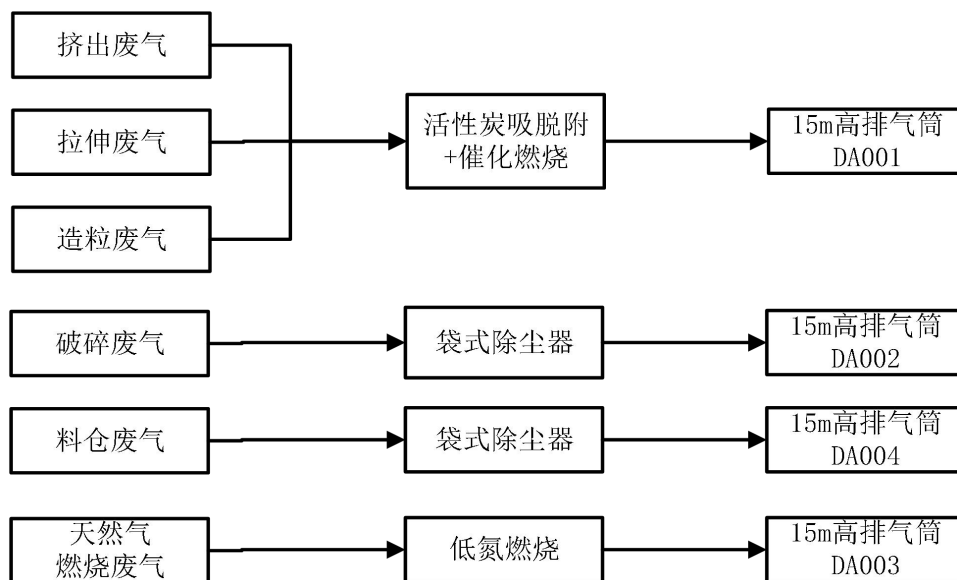 挤出废气
拉伸废气
造粒废气
活性炭吸脱附
+催化燃烧
15m高排气筒
DA001
破碎废气
袋式除尘器
15m高排气筒
DA002
料仓废气
袋式除尘器
15m高排气筒
DA004
天然气
燃烧废气
低氮燃烧
15m高排气筒
DA003